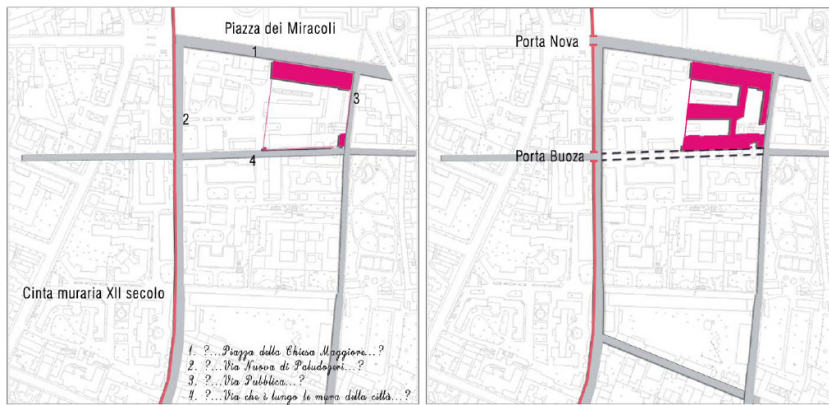 Piazza dei Miracoli
1
3
2
4
Cinta muraria XII secolo
1. ?...Piazza della Chiesa Maggiore...?
2. ?...Via Nuova di Paludozeri...?
3. ?...Via Pubblica...?
4. ?...Via che è lungo le mura della città...?
Porta Nova
Porta Buoza